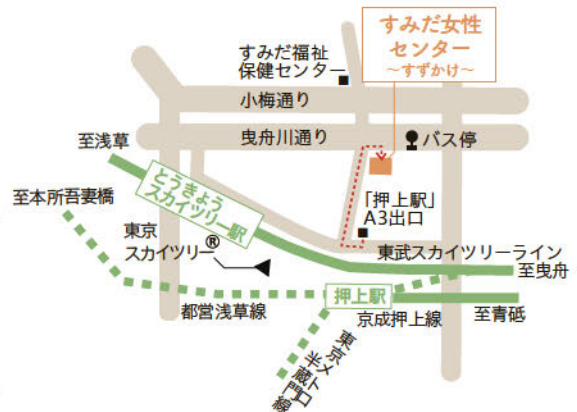 すみだ女性
センター
～すずかけ～
すみだ福祉
保健センター
小梅通り
曳舟川通り
バス停
至浅草
とうきょう
スカイツリー駅
至本所吾妻橋
「押上駅」
A3出口
東京
スカイツリー®
東武スカイツリーライン
至曳舟
押上駅
都営浅草線
京成押上線
至青砥
東京メトロ
半蔵門線